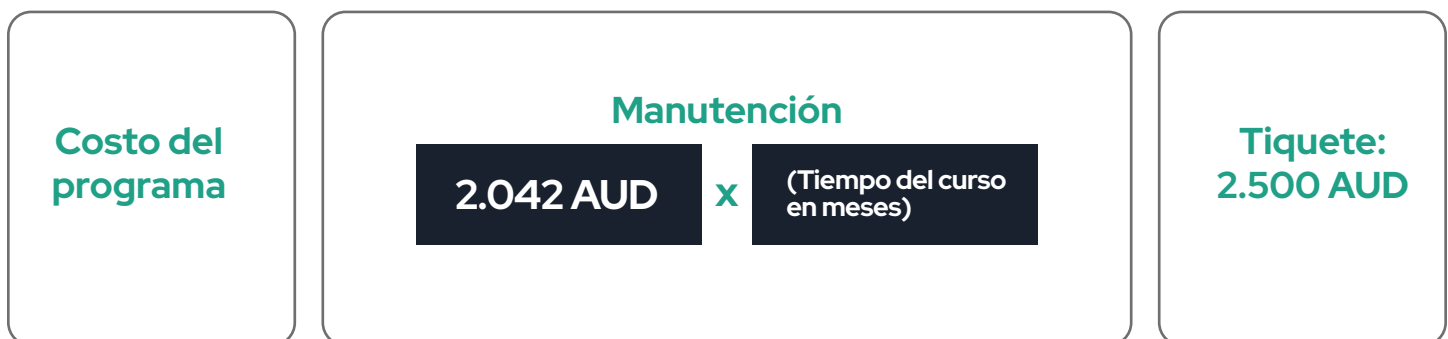 Costo del
programa
Manutención
2.042 AUD
x
(Tiempo del curso
en meses)
Tiquete:
2.500 AUD